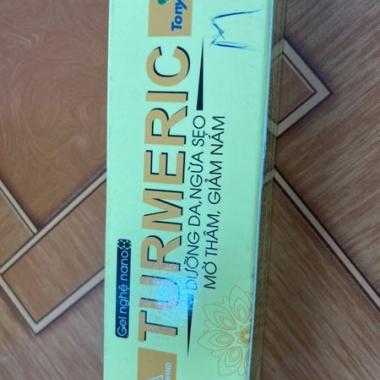 Gel nghệ nano
TURMERIC
DƯỠNG DA, NGỪA SẸO
MỜ THÂM, GIẢM NÁM
Tony
M